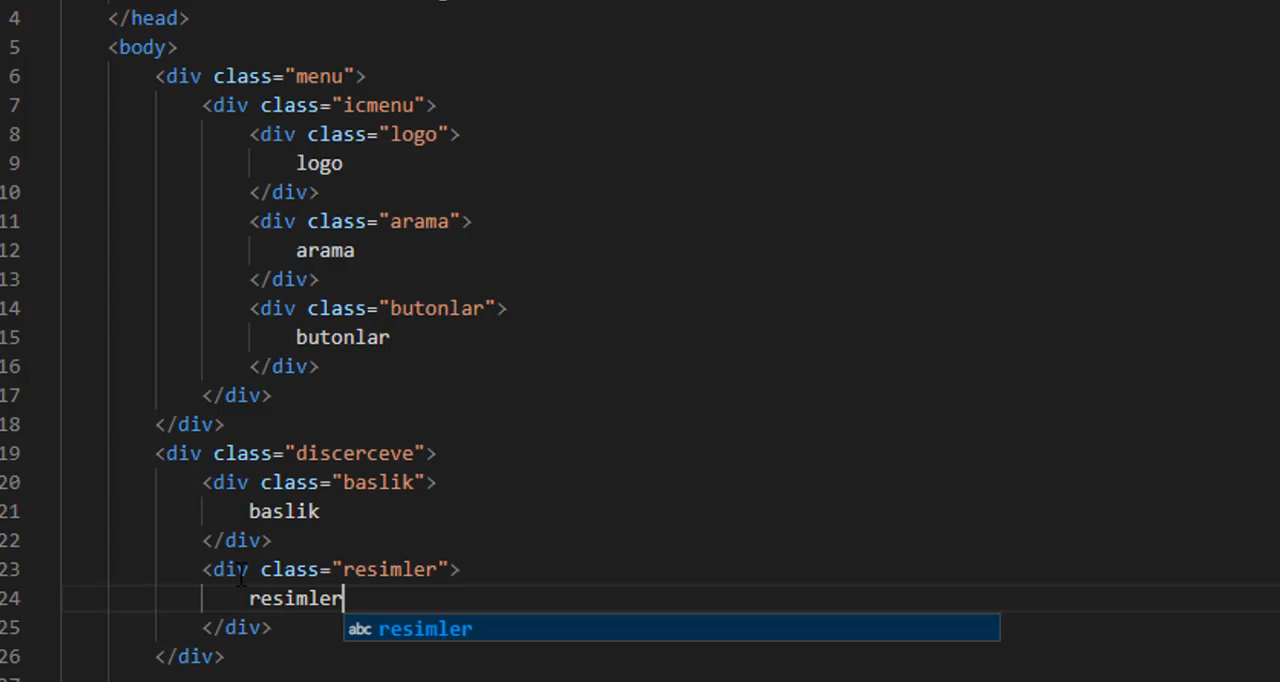 4 </head>
5 <body>
6 <div class="menu">
7 <div class="icmenu">
8 <div class="logo">
9 logo
10 </div>
11 <div class="arama">
12 arama
13 </div>
14 <div class="butonlar">
15 butonlar
16 </div>
17 </div>
18 </div>
19 <div class="discerceve">
20 <div class="baslik">
21 baslik
22 </div>
23 <div class="resimler">
24 resimler
25 </div>
abc resimler
26 </div>